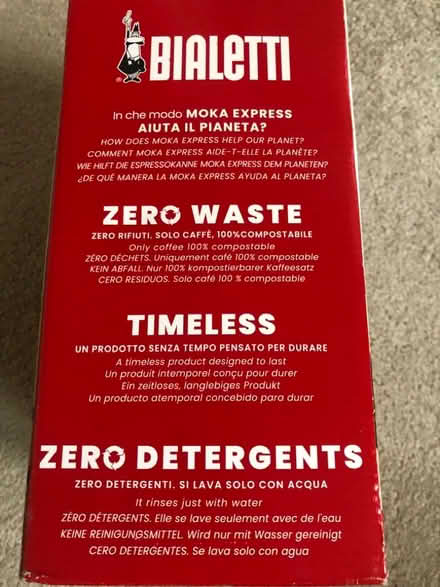 BIALETTI
In che modo MOKA EXPRESS
AIUTA IL PIANETA?
HOW DOES MOKA EXPRESS HELP OUR PLANET?
COMMENT MOKA EXPRESS AIDE-T-ELLE LA PLANÈTE?
WIE HILFT DIE ESPRESSOKANNE MOKA EXPRESS DEM PLANETEN?
¿DE QUÉ MANERA LA MOKA EXPRESS AYUDA AL PLANETA?
ZERO WASTE
ZERO RIFIUTI. SOLO CAFFÈ, 100%COMPOSTABILE
Only coffee 100% compostable
ZÉRO DÉCHETS. Uniquement café 100% compostable
KEIN ABFALL. Nur 100% kompostierbarer Kaffeesatz
CERO RESIDUOS. Solo café 100 % compostable
TIMELESS
UN PRODOTTO SENZA TEMPO PENSATO PER DURARE
A timeless product designed to last
Un produit intemporel conçu pour durer
Ein zeitloses, langlebiges Produkt
Un producto atemporal concebido para durar
ZERO DETERGENTS
ZERO DETERGENTI. SI LAVA SOLO CON ACQUA
It rinses just with water
ZÉRO DÉTERGENTS. Elle se lave seulement avec de l'eau
KEINE REINIGUNGSMITTEL. Wird nur mit Wasser gereinigt
CERO DETERGENTES. Se lava solo con agua